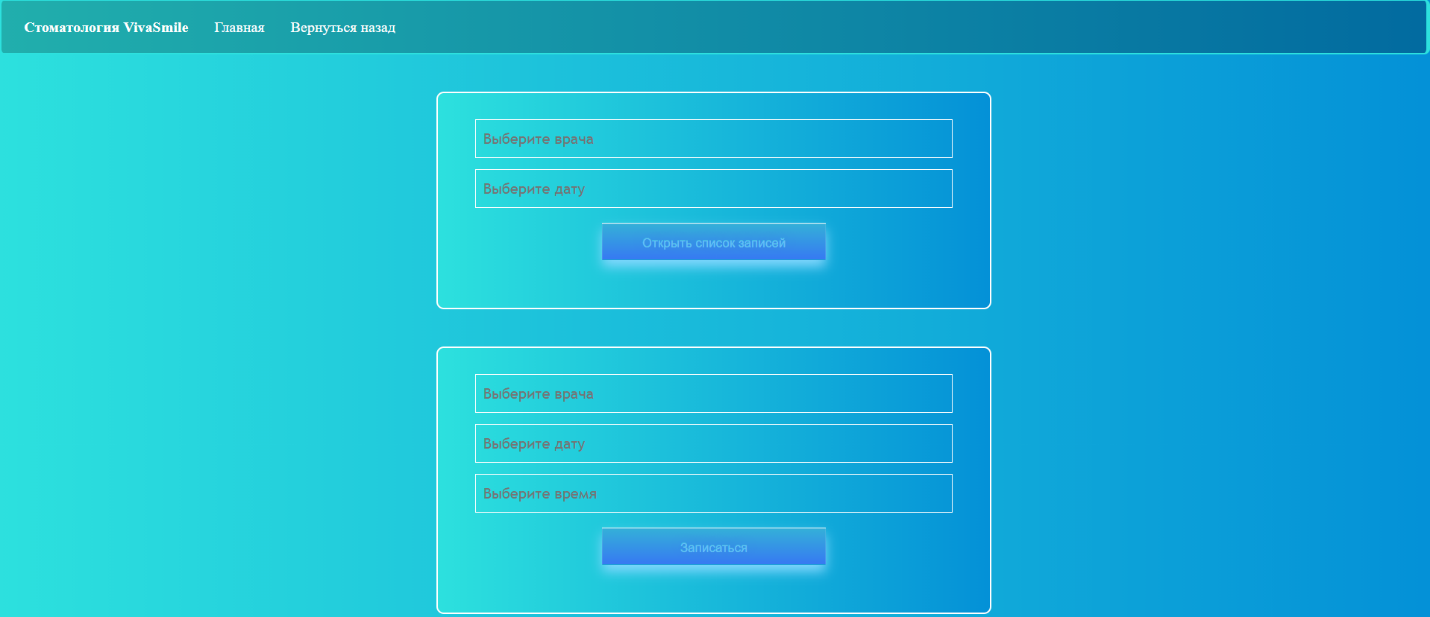 Стоматология VivaSmile Главная Вернуться назад
Выберите врача
Выберите дату
Открыть список записей
Выберите врача
Выберите дату
Выберите время
Записаться